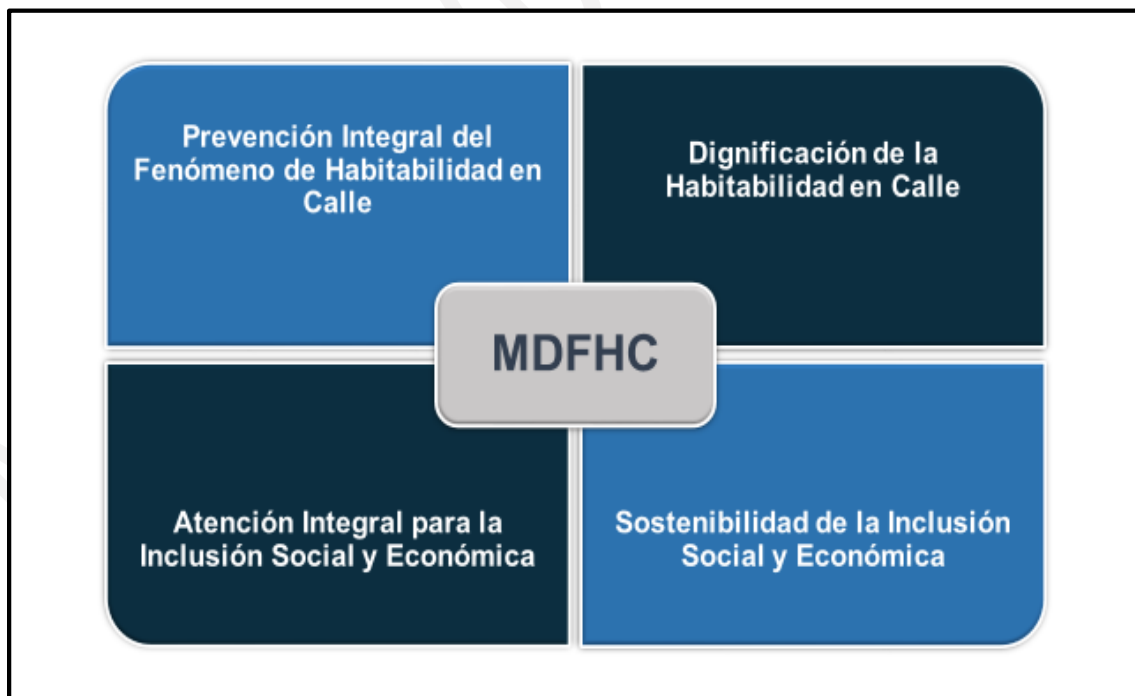 Prevención Integral del
Fenómeno de Habitabilidad en
Calle
Dignificación de la
Habitabilidad en Calle
MDFHC
Atención Integral para la
Inclusión Social y Económica
Sostenibilidad de la Inclusión
Social y Económica